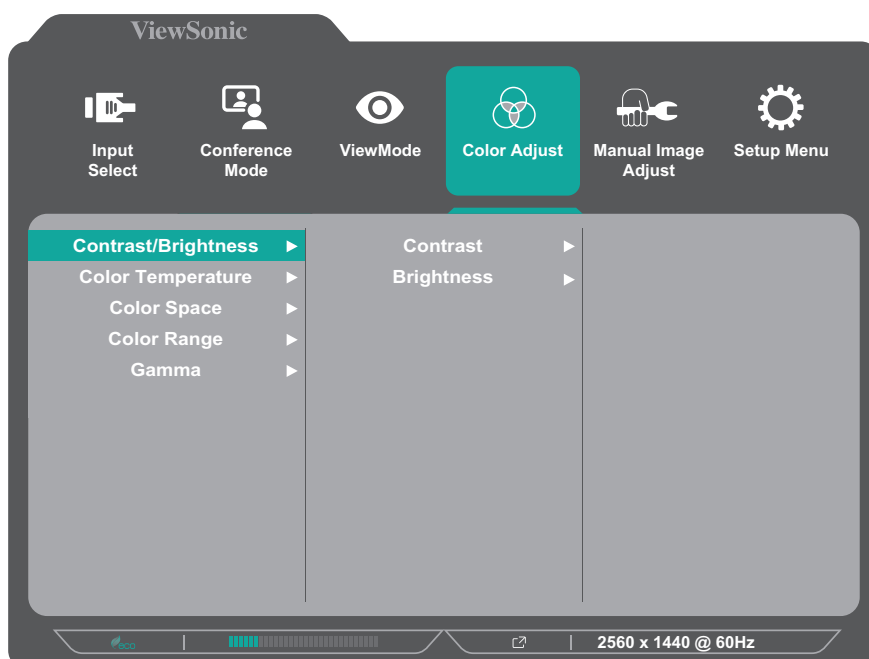 ViewSonic
Input
Select
Conference
Mode
ViewMode
Color Adjust
Manual Image
Adjust
Setup Menu
Contrast/Brightness
Color Temperature
Color Space
Color Range
Gamma
Contrast
Brightness
eco
2560 x 1440 @ 60Hz